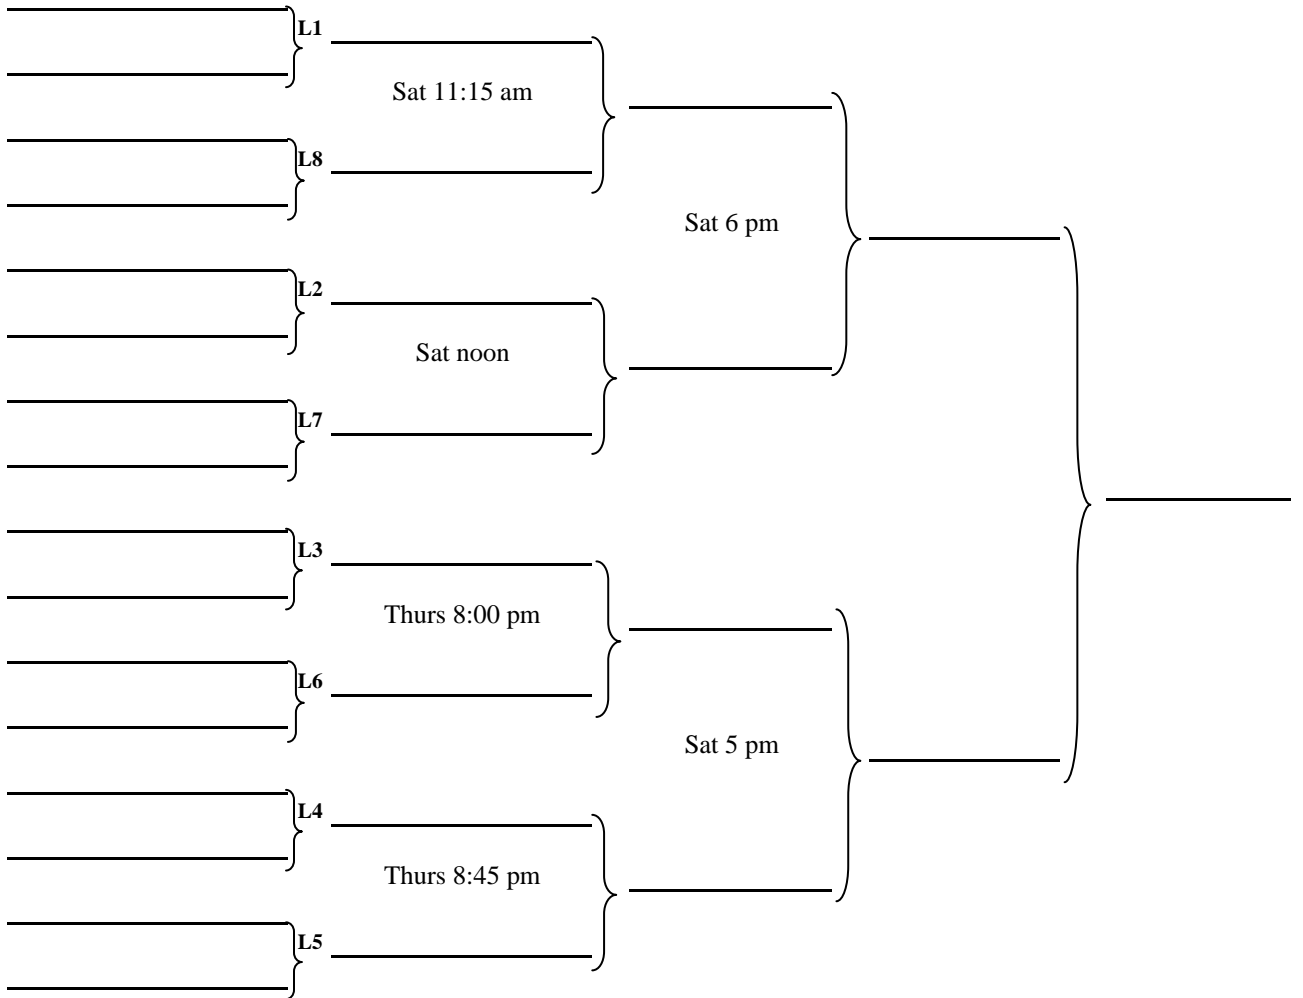 L1
Sat 11:15 am
L8
Sat 6 pm
L2
Sat noon
L7
L3
Thurs 8:00 pm
L6
Sat 5 pm
L4
Thurs 8:45 pm
L5